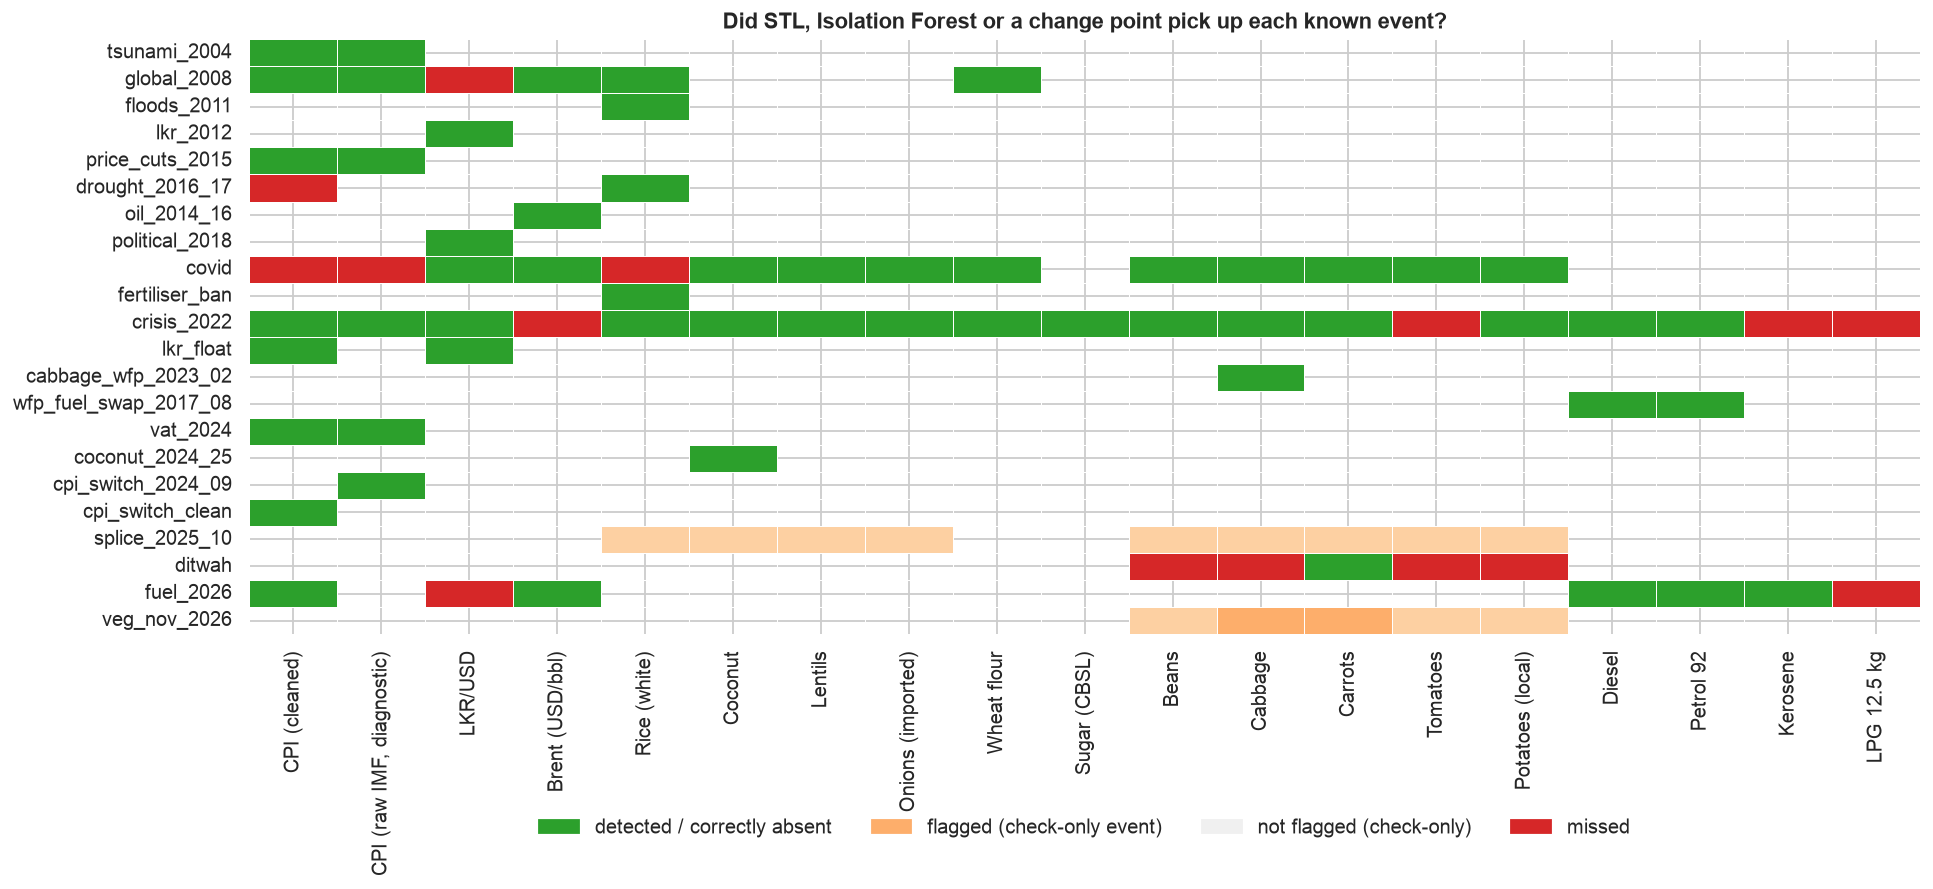 Did STL, Isolation Forest or a change point pick up each known event?
tsunami_2004
global_2008
floods_2011
lkr_2012
price_cuts_2015
drought_2016_17
oil_2014_16
political_2018
covid
fertiliser_ban
crisis_2022
lkr_float
cabbage_wfp_2023_02
wfp_fuel_swap_2017_08
vat_2024
coconut_2024_25
cpi_switch_2024_09
cpi_switch_clean
splice_2025_10
ditwah
fuel_2026
veg_nov_2026
CPI (cleaned)
CPI (raw IMF, diagnostic)
LKR/USD
Brent (USD/bbl)
Rice (white)
Coconut
Lentils
Onions (imported)
Wheat flour
Sugar (CBSL)
Beans
Cabbage
Carrots
Tomatoes
Potatoes (local)
Diesel
Petrol 92
Kerosene
LPG 12.5 kg
detected / correctly absent
flagged (check-only event)
not flagged (check-only)
missed